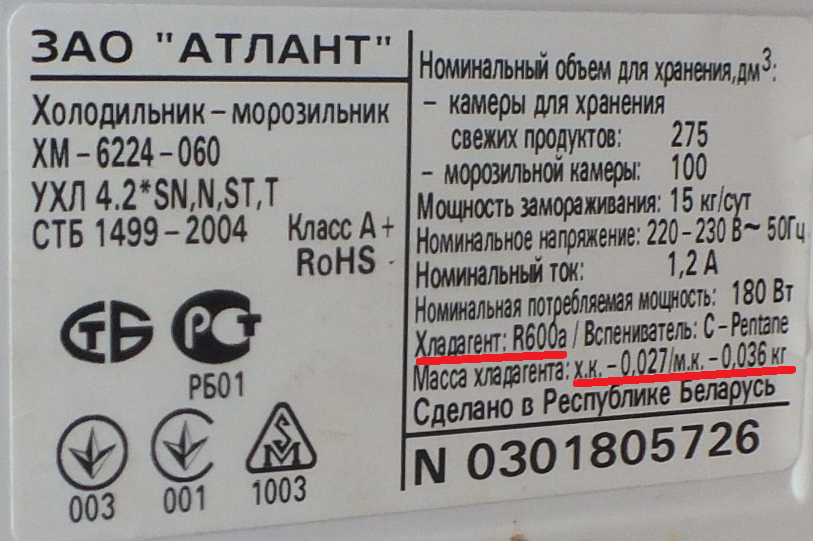 ЗАО "АТЛАНТ"
Холодильник – морозильник
ХМ – 6224 – 060
УХЛ 4.2*SN,N,ST,T
СТБ 1499 – 2004 Класс А+
RoHS
СТБ
РСТ
РБ01
003
001
1003
Номинальный объем для хранения,дм³:
– камеры для хранения
свежих продуктов: 275
– морозильной камеры: 100
Мощность замораживания: 15 кг/сут
Номинальное напряжение: 220 – 230 В~ 50Гц
Номинальный ток: 1,2 А
Номинальная потребляемая мощность: 180 Вт
Хладагент: R600a / Вспениватель: C – Pentane
Масса хладагента: х.к. – 0,027/м.к. – 0,036 кг
Сделано в Республике Беларусь
N 0301805726